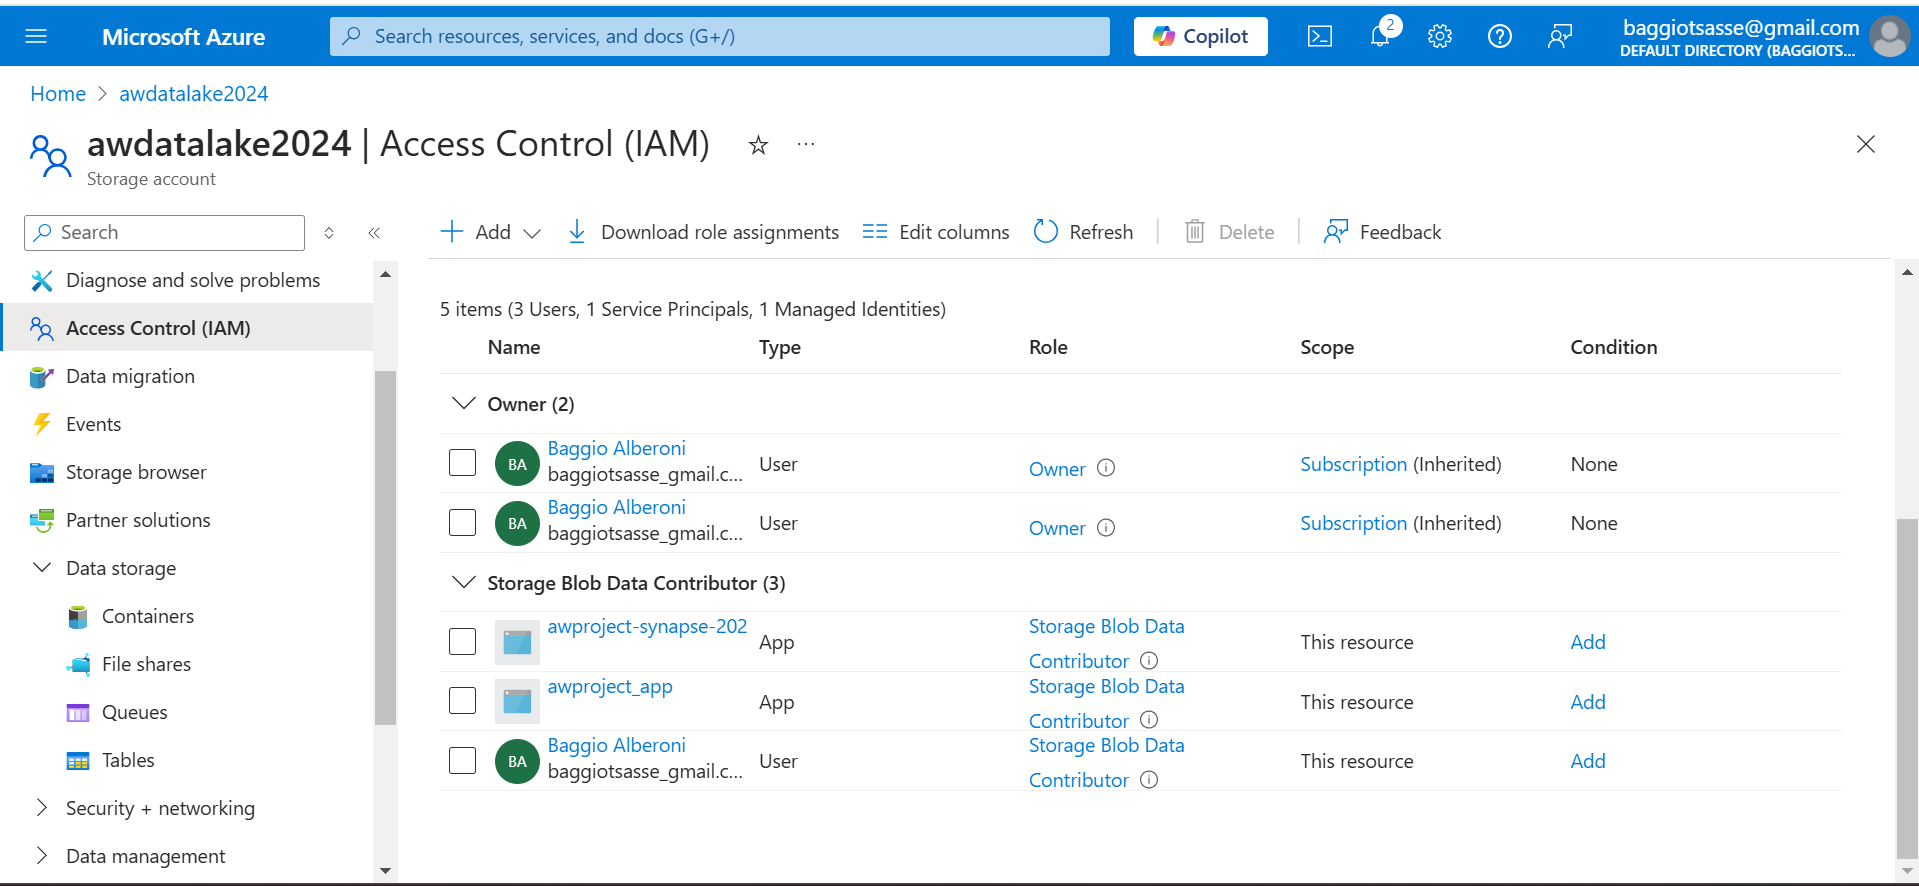 Microsoft Azure
Search resources, services, and docs (G+/)
Copilot
2
baggiotsasse@gmail.com
DEFAULT DIRECTORY (BAGGIOTS...
Home > awdatalake2024
awdatalake2024 | Access Control (IAM)
Storage account
Search
Add
Download role assignments
Edit columns
Refresh
Delete
Feedback
Diagnose and solve problems
Access Control (IAM)
Data migration
Events
Storage browser
Partner solutions
Data storage
Containers
File shares
Queues
Tables
Security + networking
Data management
5 items (3 Users, 1 Service Principals, 1 Managed Identities)
Name Type Role Scope Condition
Owner (2)
BA
Baggio Alberoni
baggiotsasse_gmail.c...
User
Owner
Subscription (Inherited)
None
BA
Baggio Alberoni
baggiotsasse_gmail.c...
User
Owner
Subscription (Inherited)
None
Storage Blob Data Contributor (3)
awproject-synapse-202
App
Storage Blob Data
Contributor
This resource
Add
awproject_app
App
Storage Blob Data
Contributor
This resource
Add
BA
Baggio Alberoni
baggiotsasse_gmail.c...
User
Storage Blob Data
Contributor
This resource
Add